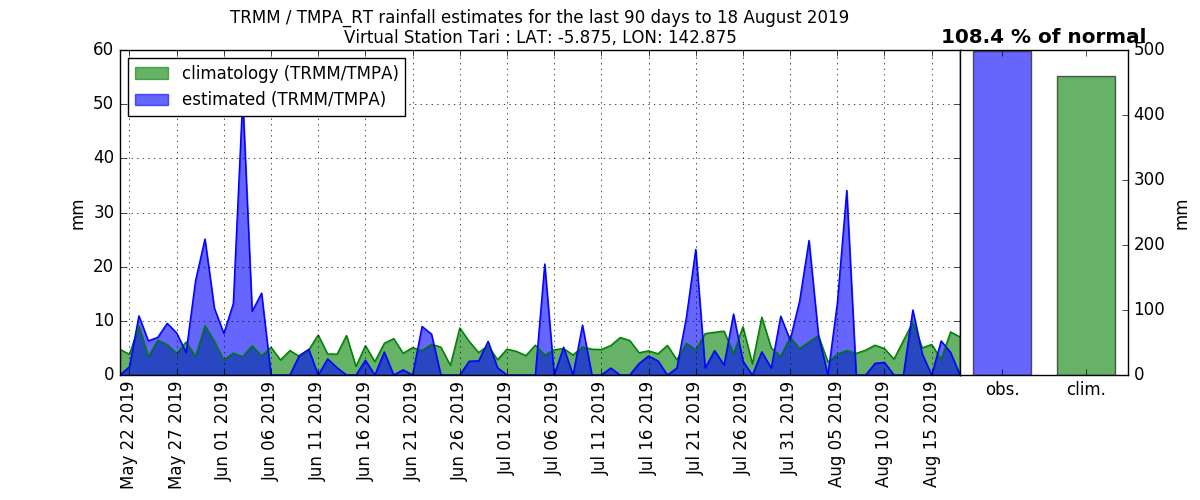 TRMM / TMPA_RT rainfall estimates for the last 90 days to 18 August 2019
Virtual Station Tari : LAT: -5.875, LON: 142.875
108.4 % of normal
climatology (TRMM/TMPA)
estimated (TRMM/TMPA)
60
50
40
30
20
10
0
mm
May 22 2019
May 27 2019
Jun 01 2019
Jun 06 2019
Jun 11 2019
Jun 16 2019
Jun 21 2019
Jun 26 2019
Jul 01 2019
Jul 06 2019
Jul 11 2019
Jul 16 2019
Jul 21 2019
Jul 26 2019
Jul 31 2019
Aug 05 2019
Aug 10 2019
Aug 15 2019
obs.
clim.
500
400
300
200
100
0
mm